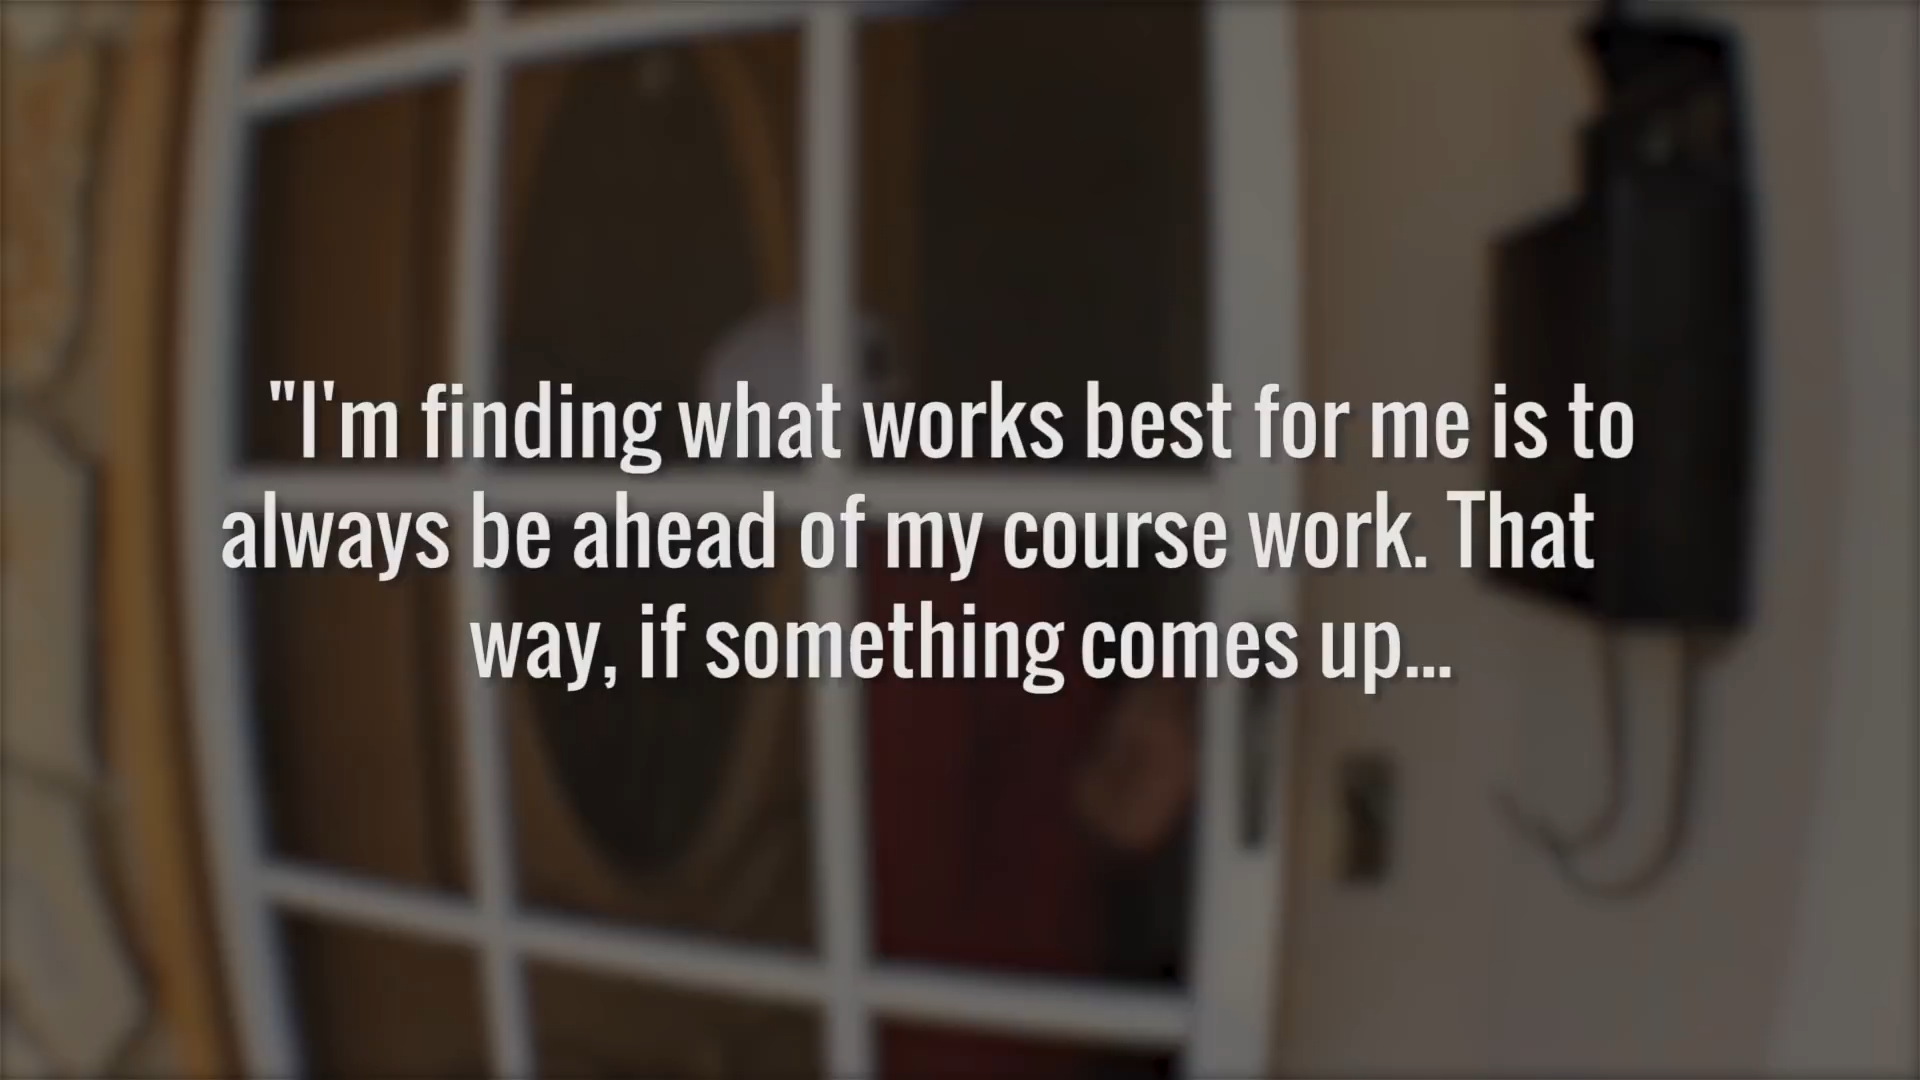 "I'm finding what works best for me is to
always be ahead of my course work. That
way, if something comes up...